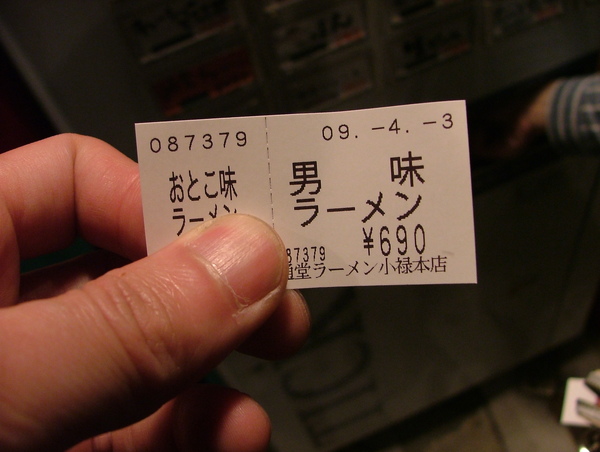 087379
おとこ味
ラーメン
09.-4.-3
男 味
ラーメン
¥690
87379
通堂ラーメン小禄本店